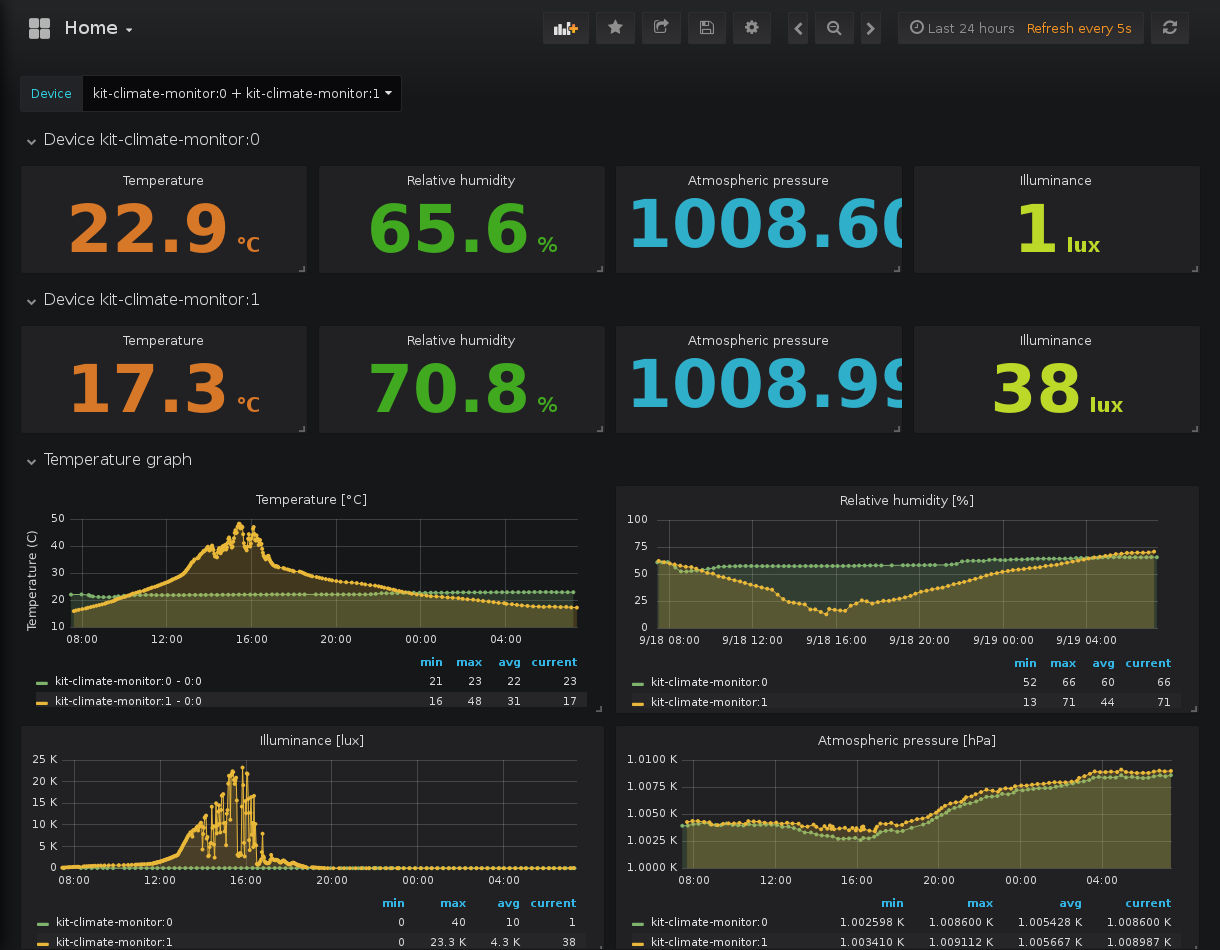 Home
Last 24 hours Refresh every 5s
Device kit-climate-monitor:0 + kit-climate-monitor:1
Device kit-climate-monitor:0
Temperature Relative humidity Atmospheric pressure Illuminance
22.9 °C 65.6 % 1008.60 1 lux
Device kit-climate-monitor:1
Temperature Relative humidity Atmospheric pressure Illuminance
17.3 °C 70.8 % 1008.99 38 lux
Temperature graph
Temperature [°C]
Temperature (C)
50
40
30
20
10
08:00 12:00 16:00 20:00 00:00 04:00
min max avg current
kit-climate-monitor:0 - 0:0 21 23 22 23
kit-climate-monitor:1 - 0:0 16 48 31 17
Relative humidity [%]
100
75
50
25
0
9/18 08:00 9/18 12:00 9/18 16:00 9/18 20:00 9/19 00:00 9/19 04:00
min max avg current
kit-climate-monitor:0 52 66 60 66
kit-climate-monitor:1 13 71 44 71
Illuminance [lux]
25 K
20 K
15 K
10 K
5 K
0
08:00 12:00 16:00 20:00 00:00 04:00
min max avg current
kit-climate-monitor:0 0 40 10 1
kit-climate-monitor:1 0 23.3 K 4.3 K 38
Atmospheric pressure [hPa]
1.0100 K
1.0075 K
1.0050 K
1.0025 K
1.0000 K
08:00 12:00 16:00 20:00 00:00 04:00
min max avg current
kit-climate-monitor:0 1.002598 K 1.008600 K 1.005428 K 1.008600 K
kit-climate-monitor:1 1.003410 K 1.009112 K 1.005667 K 1.008987 K